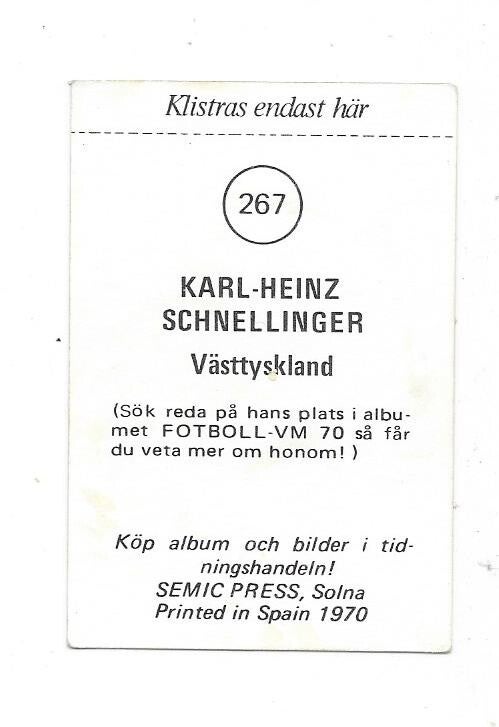 Klistras endast här
267
KARL-HEINZ
SCHNELLINGER
Västtyskland
(Sök reda på hans plats i albu-
met FOTBOLL-VM 70 så får
du veta mer om honom! )
Köp album och bilder i tid-
ningshandeln!
SEMIC PRESS, Solna
Printed in Spain 1970